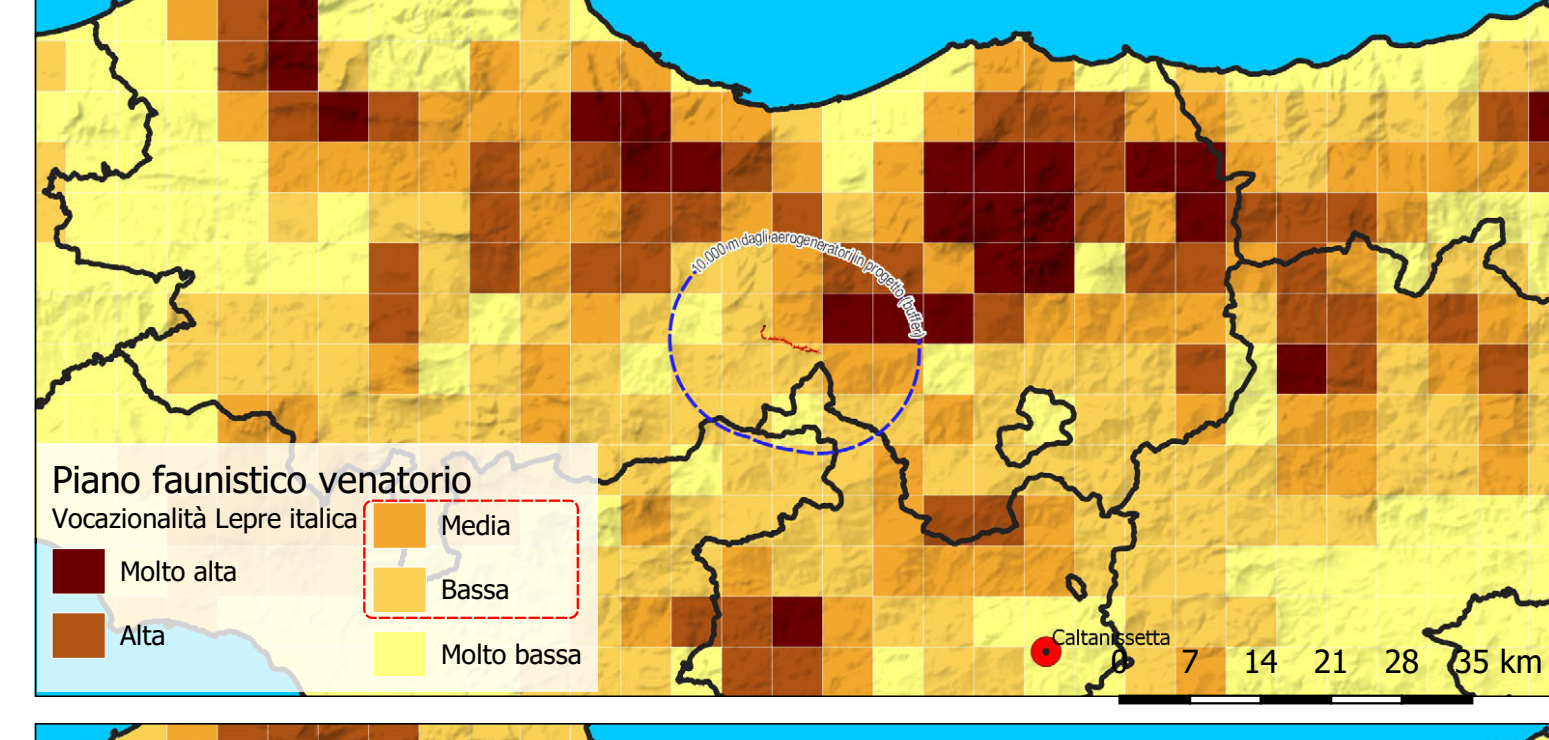 10.000 m dagli aerogeneratori in progetto (buffer)
Piano faunistico venatorio
Vocazionalità Lepre italica
Molto alta
Alta
Media
Bassa
Molto bassa
Caltanissetta
0 7 14 21 28 35 km